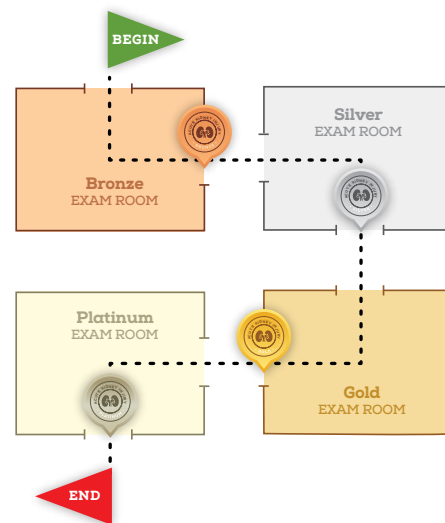 BEGIN
Silver
EXAM ROOM
Bronze
EXAM ROOM
Platinum
EXAM ROOM
Gold
EXAM ROOM
END